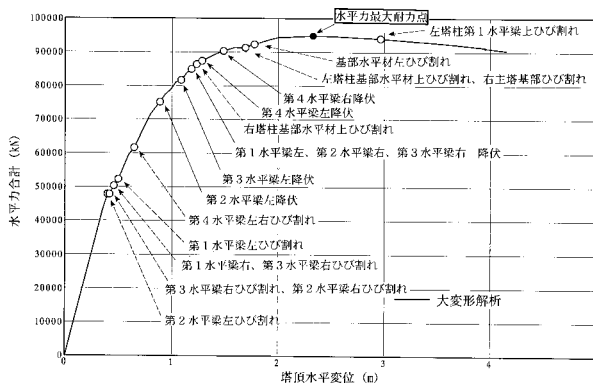 水平力最大耐力点
左塔柱第1水平梁上ひび割れ
基部水平材左ひび割れ
左塔柱基部水平材上ひび割れ、右主塔基部ひび割れ
第4水平梁右降伏
第4水平梁左降伏
右塔柱基部水平材上ひび割れ
第1水平梁左、第2水平梁右、第3水平梁右 降伏
第3水平梁左降伏
第2水平梁左降伏
第4水平梁左右ひび割れ
第1水平梁左ひび割れ
第1水平梁右、第3水平梁右ひび割れ
第3水平梁右ひび割れ、第2水平梁右ひび割れ
第2水平梁左ひび割れ
大変形解析
水平力合計 (kN)
100000
90000
80000
70000
60000
50000
40000
30000
20000
10000
0
0 1 2 3 4
塔頂水平変位 (m)